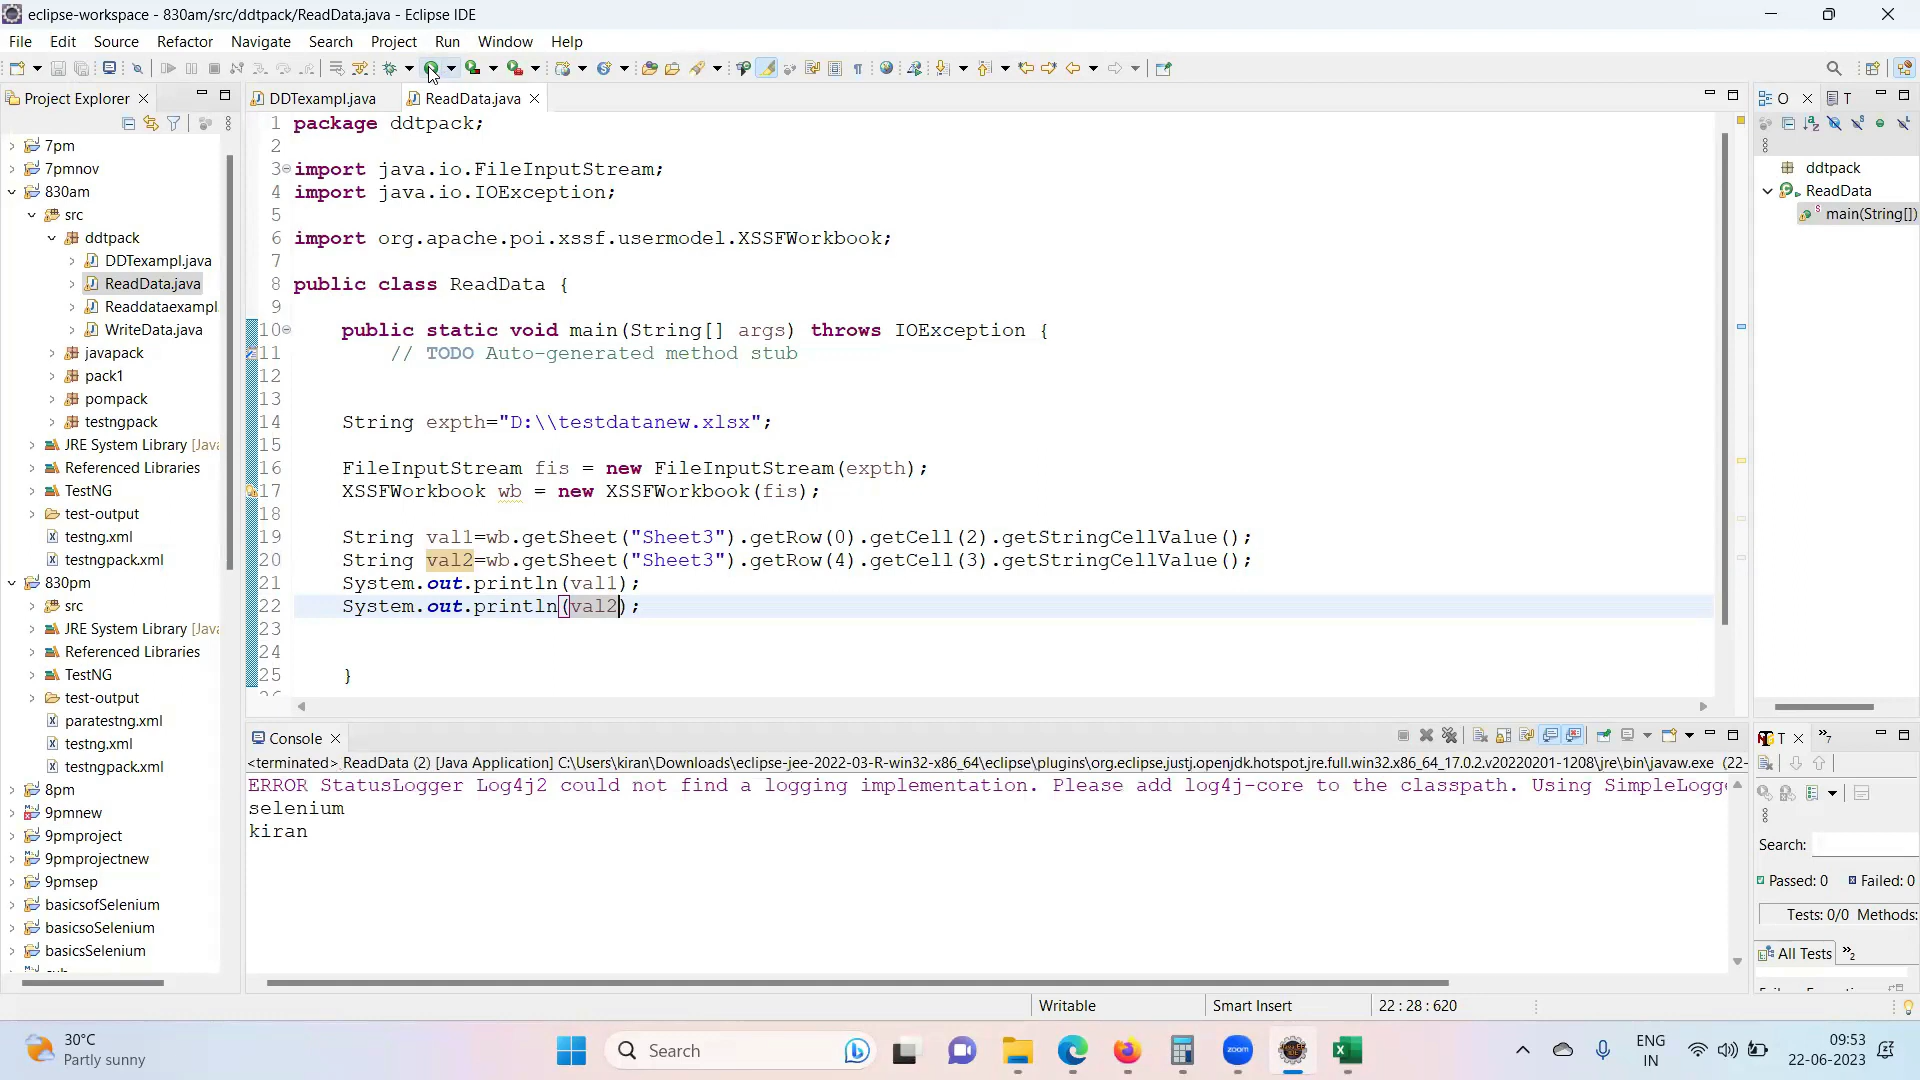 eclipse-workspace - 830am/src/ddtpack/ReadData.java - Eclipse IDE
File Edit Source Refactor Navigate Search Project Run Window Help
Project Explorer
7pm
7pmnov
830am
src
ddtpack
DDTexampl.java
ReadData.java
Readdataexampl
WriteData.java
javapack
pack1
pompack
testngpack
JRE System Library [Java
Referenced Libraries
TestNG
test-output
testng.xml
testngpack.xml
830pm
src
JRE System Library [Java
Referenced Libraries
TestNG
test-output
paratestng.xml
testng.xml
testngpack.xml
8pm
9pmnew
9pmproject
9pmprojectnew
9pmsep
basicsofSelenium
basicsoSelenium
basicsSelenium
DDTexampl.java ReadData.java
1 package ddtpack;
2
3 import java.io.FileInputStream;
4 import java.io.IOException;
5
6 import org.apache.poi.xssf.usermodel.XSSFWorkbook;
7
8 public class ReadData {
9
10 public static void main(String[] args) throws IOException {
11 // TODO Auto-generated method stub
12
13
14 String expth="D:\\testdatanew.xlsx";
15
16 FileInputStream fis = new FileInputStream(expth);
17 XSSFWorkbook wb = new XSSFWorkbook(fis);
18
19 String val1=wb.getSheet("Sheet3").getRow(0).getCell(2).getStringCellValue();
20 String val2=wb.getSheet("Sheet3").getRow(4).getCell(3).getStringCellValue();
21 System.out.println(val1);
22 System.out.println(val2);
23
24
25 }
Console
<terminated> ReadData (2) [Java Application] C:\Users\kiran\Downloads\eclipse-jee-2022-03-R-win32-x86_64\eclipse\plugins\org.eclipse.justj.openjdk.hotspot.jre.full.win32.x86_64_17.0.2.v20220201-1208\jre\bin\javaw.exe (22-
ERROR StatusLogger Log4j2 could not find a logging implementation. Please add log4j-core to the classpath. Using SimpleLogge
selenium
kiran
O T
ddtpack
ReadData
main(String[])
T 7
Search:
Passed: 0 Failed: 0
Tests: 0/0 Methods:
All Tests 2
Writable Smart Insert 22 : 28 : 620
30°C
Partly sunny
Search
zoom
ENG
IN
09:53
22-06-2023